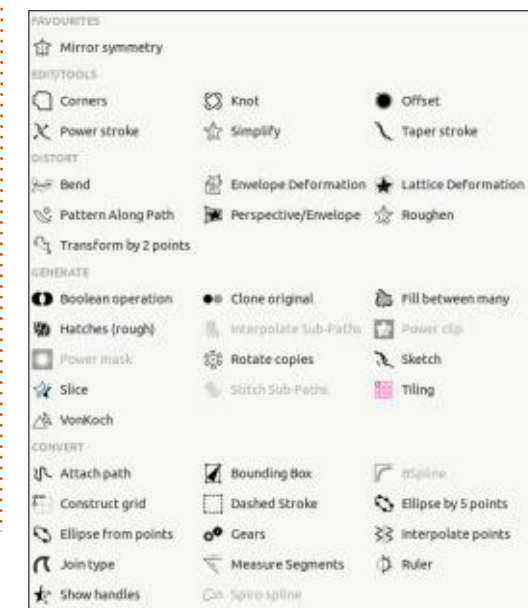 FAVOURITES
Mirror symmetry
EDIT/TOOLS
Corners Knot Offset
Power stroke Simplify Taper stroke
DISTORT
Bend Envelope Deformation Lattice Deformation
Pattern Along Path Perspective/Envelope Roughen
Transform by 2 points
GENERATE
Boolean operation Clone original Fill between many
Hatches (rough) Interpolate Sub-Paths Power clip
Power mask Rotate copies Sketch
Slice Stitch Sub-Paths Tiling
VonKoch
CONVERT
Attach path Bounding Box BSpline
Construct grid Dashed Stroke Ellipse by 5 points
Ellipse from points Gears Interpolate points
Join type Measure Segments Ruler
Show handles Spiro spline